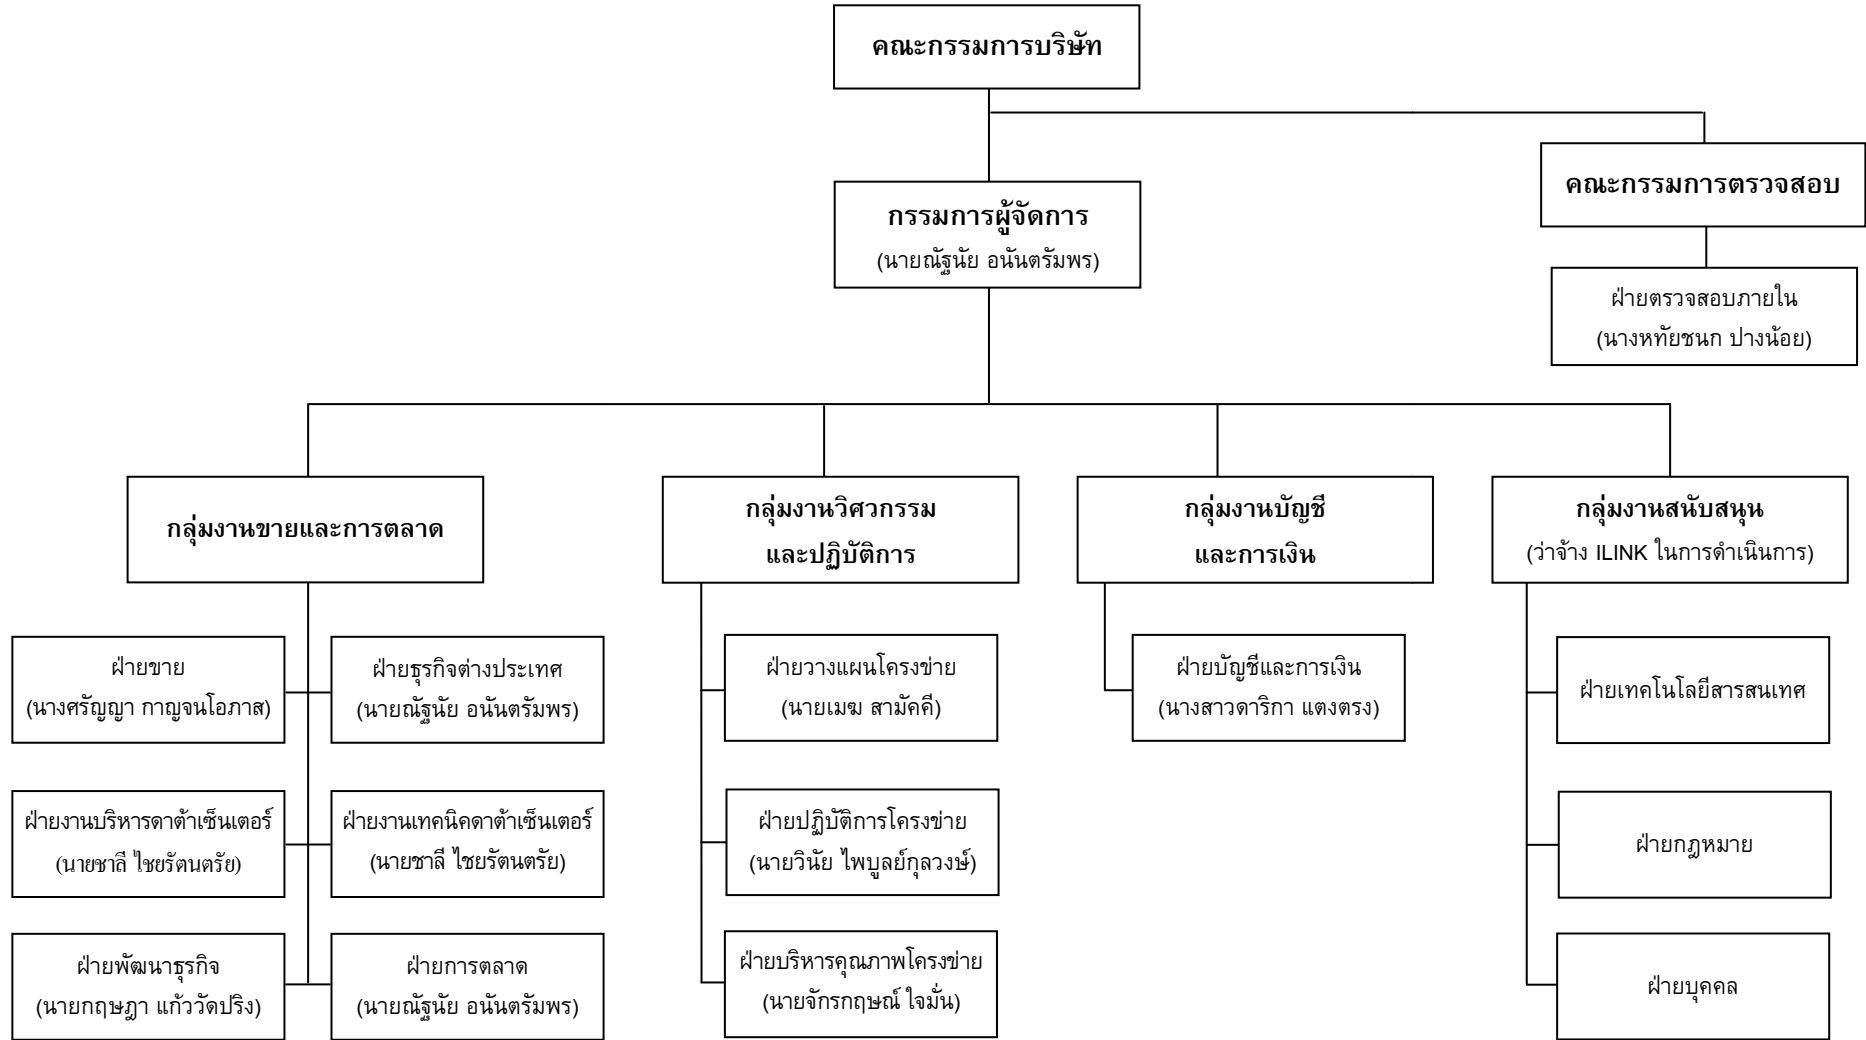 คณะกรรมการบริษัท
คณะกรรมการตรวจสอบ
กรรมการผู้จัดการ
(นายณัฐนัย อนันตรัมพร)
ฝ่ายตรวจสอบภายใน
(นางหทัยชนก ปางน้อย)
กลุ่มงานขายและการตลาด
กลุ่มงานวิศวกรรม
และปฏิบัติการ
กลุ่มงานบัญชี
และการเงิน
กลุ่มงานสนับสนุน
(ว่าจ้าง ILINK ในการดำเนินการ)
ฝ่ายขาย
(นางศรัญญา กาญจนโอภาส)
ฝ่ายธุรกิจต่างประเทศ
(นายณัฐนัย อนันตรัมพร)
ฝ่ายวางแผนโครงข่าย
(นายเมฆ สามัคคี)
ฝ่ายบัญชีและการเงิน
(นางสาวดาริกา แตงตรง)
ฝ่ายเทคโนโลยีสารสนเทศ
ฝ่ายงานบริหารดาต้าเซ็นเตอร์
(นายชาลี ไชยรัตนตรัย)
ฝ่ายงานเทคนิคดาต้าเซ็นเตอร์
(นายชาลี ไชยรัตนตรัย)
ฝ่ายปฏิบัติการโครงข่าย
(นายวินัย ไพบูลย์กุลวงษ์)
ฝ่ายกฎหมาย
ฝ่ายพัฒนาธุรกิจ
(นายกฤษฎา แก้ววัดปริง)
ฝ่ายการตลาด
(นายณัฐนัย อนันตรัมพร)
ฝ่ายบริหารคุณภาพโครงข่าย
(นายจักรกฤษณ์ ใจมั่น)
ฝ่ายบุคคล